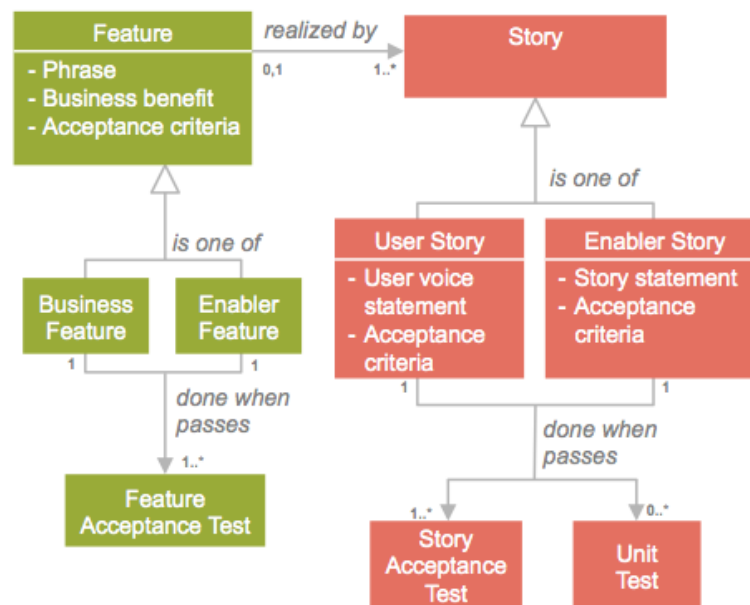 Feature
- Phrase
- Business benefit
- Acceptance criteria
realized by
0,1
1..*
Story
is one of
Business
Feature
Enabler
Feature
1
1
done when
passes
1..*
Feature
Acceptance Test
is one of
User Story
- User voice
statement
- Acceptance
criteria
Enabler Story
- Story statement
- Acceptance
criteria
1
1
done when
passes
1..*
0..*
Story
Acceptance
Test
Unit
Test